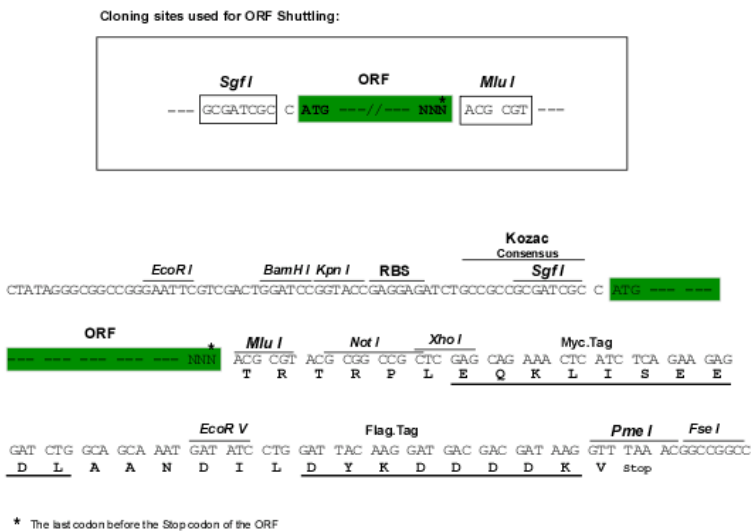 Cloning sites used for ORF Shuttling:
Sgf I ORF Mlu I
--- GCGATCGC C ATG ---//--- NNN* ACG CGT ---
Kozac
Consensus
EcoR I BamH I Kpn I RBS Sgf I
CTATAGGGCGGCCGGGAATTCGTCGACTGGATCCGGTACCGAGGAGATCTGCCGCCGCGATCGC C ATG --- ---
ORF Mlu I Not I Xho I Myc.Tag
--- --- --- --- --- NNN* ACG CGT ACG CGG CCG CTC GAG CAG AAA CTC ATC TCA GAA GAG
T R T R P L E Q K L I S E E
EcoR V Flag.Tag Pme I Fse I
GAT CTG GCA GCA AAT GAT ATC CTG GAT TAC AAG GAT GAC GAC GAT AAG GTT TAA ACGGCCGGCC
D L A A N D I L D Y K D D D D K V Stop
* The last codon before the Stop codon of the ORF